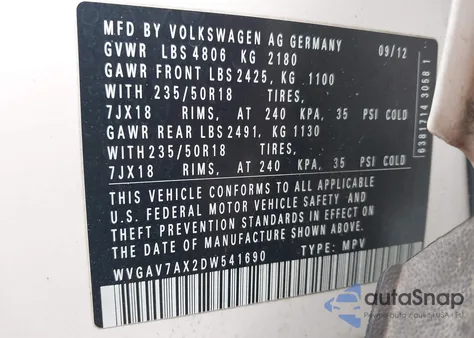 MFD BY VOLKSWAGEN AG GERMANY 09/12
GVWR LBS 4806 KG 2180
GAWR FRONT LBS 2425, KG 1100
WITH 235/50R18 TIRES,
7JX18 RIMS, AT 240 KPA, 35 PSI COLD
GAWR REAR LBS 2491, KG 1130
WITH 235/50R18 TIRES,
7JX18 RIMS, AT 240 KPA, 35 PSI COLD
THIS VEHICLE CONFORMS TO ALL APPLICABLE
U.S. FEDERAL MOTOR VEHICLE SAFETY AND
THEFT PREVENTION STANDARDS IN EFFECT ON
THE DATE OF MANUFACTURE SHOWN ABOVE.
WVGAV7AX2DW541690 TYPE: MPV
6381714 3058 1
autoSnap